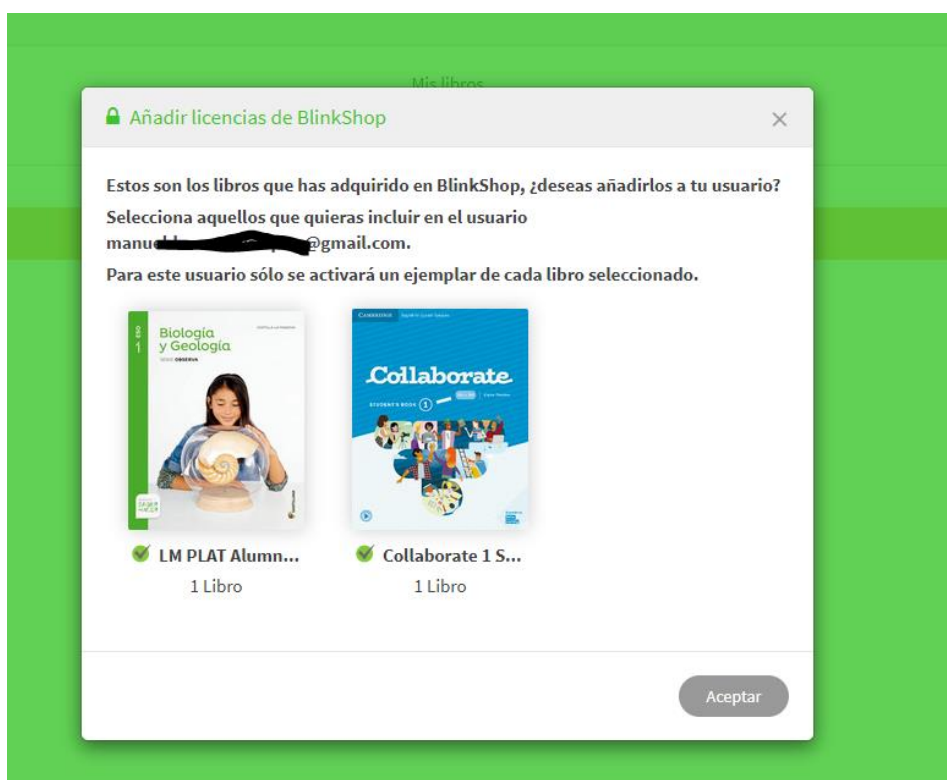 Mis libros
Añadir licencias de BlinkShop
Estos son los libros que has adquirido en BlinkShop, ¿deseas añadirlos a tu usuario?
Selecciona aquellos que quieras incluir en el usuario
manue @gmail.com.
Para este usuario sólo se activará un ejemplar de cada libro seleccionado.
ESO
1
Biología
y Geología
SERIE OBSERVA
CAMBRIDGE
Collaborate
STUDENT'S BOOK 1
LM PLAT Alumn...
Collaborate 1 S...
1 Libro
1 Libro
Aceptar